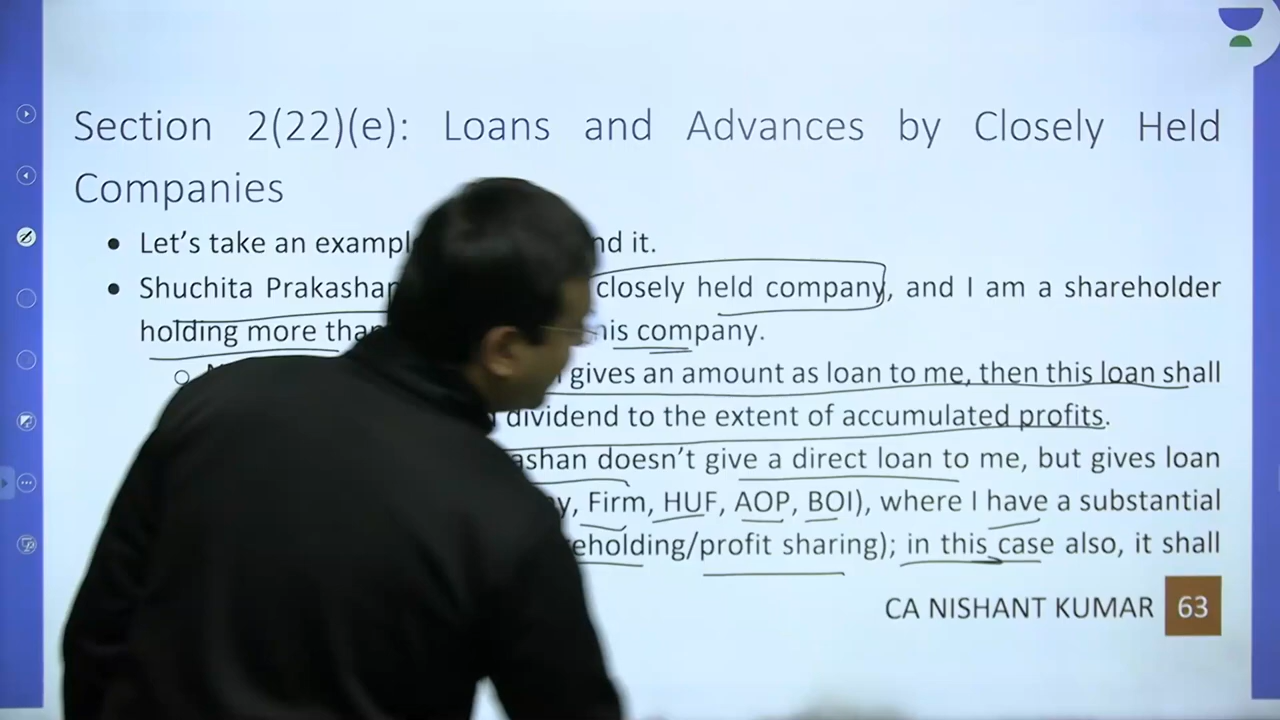 Section 2(22)(e): Loans and Advances by Closely Held
Companies
• Let's take an exampl nd it.
• Shuchita Prakashan closely held company, and I am a shareholder
holding more than his company.
gives an amount as loan to me, then this loan shall
dividend to the extent of accumulated profits.
ashan doesn't give a direct loan to me, but gives loan
y, Firm, HUF, AOP, BOI), where I have a substantial
eholding/profit sharing); in this case also, it shall
CA NISHANT KUMAR 63